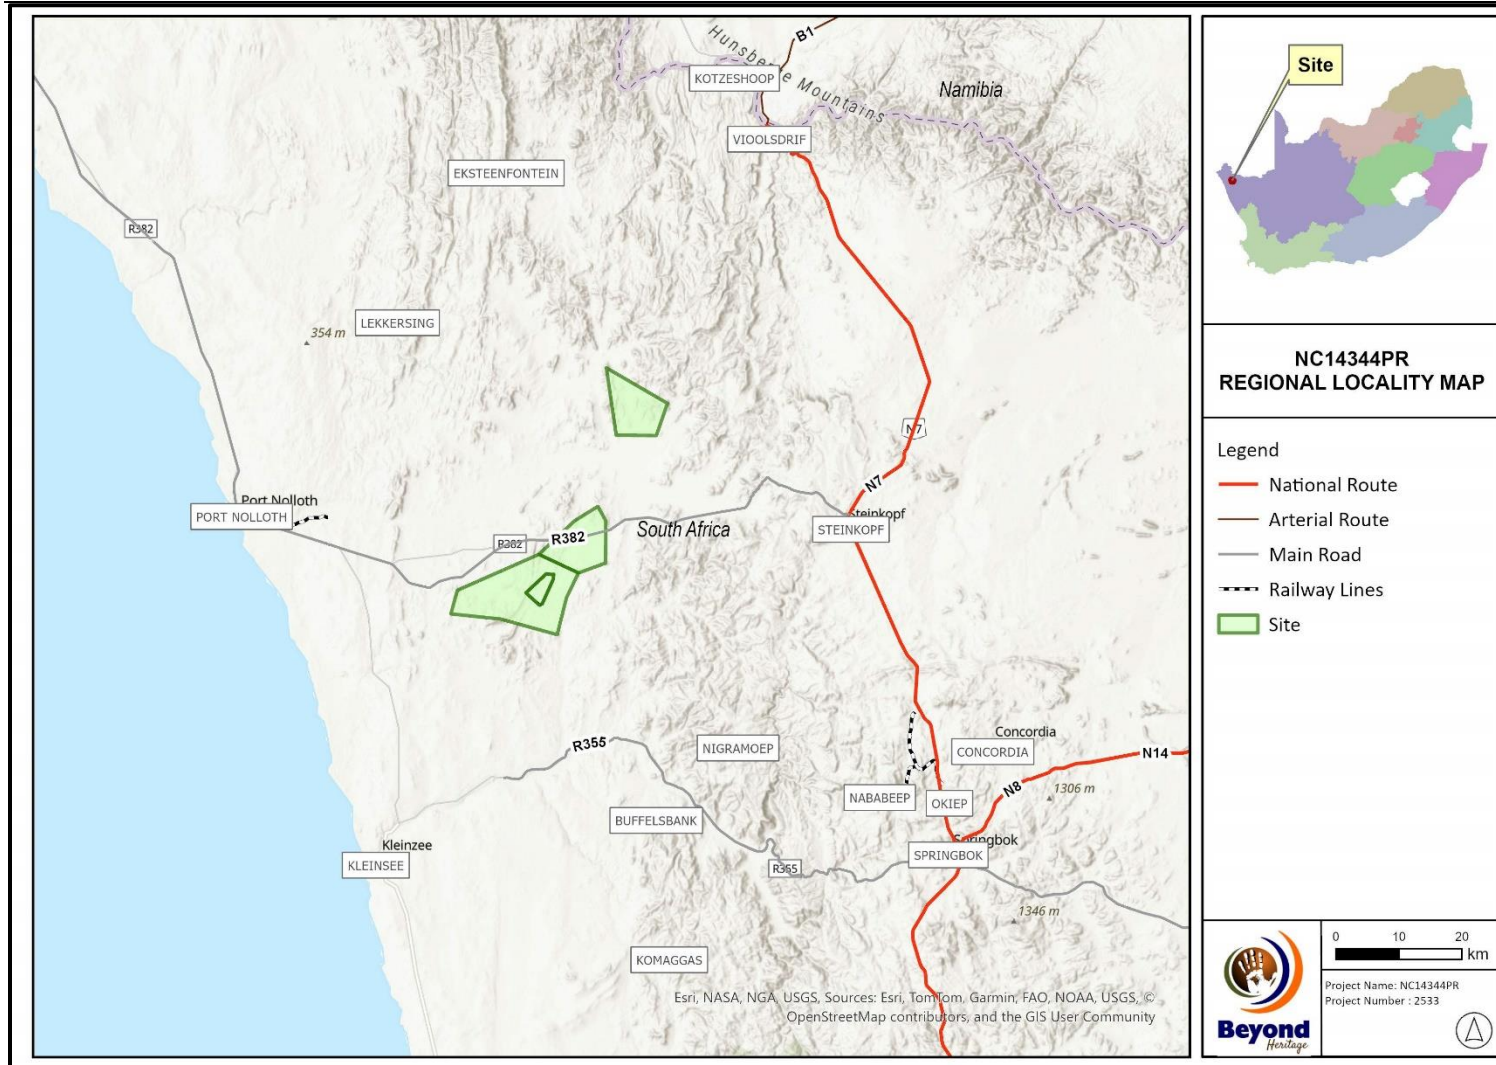 B1
Hunsberge Mountains
KOTZESHOOP
Namibia
VIOOLSDRIF
EKSTEENFONTEIN
R382
LEKKERSING
354 m
N7
N7
Port Nolloth
PORT NOLLOTH
Steinkopf
STEINKOPF
South Africa
R382
R382
Concordia
CONCORDIA
R355
NIGRAMOEP
N14
N8
1306 m
NABABEEP
OKIEP
BUFFELSBANK
Springbok
SPRINGBOK
Kleinzee
KLEINSEE
R355
1346 m
KOMAGGAS
Esri, NASA, NGA, USGS, Sources: Esri, TomTom, Garmin, FAO, NOAA, USGS, ©
OpenStreetMap contributors, and the GIS User Community
Site
NC14344PR
REGIONAL LOCALITY MAP
Legend
National Route
Arterial Route
Main Road
Railway Lines
Site
Beyond
Heritage
0 10 20
km
Project Name: NC14344PR
Project Number : 2533